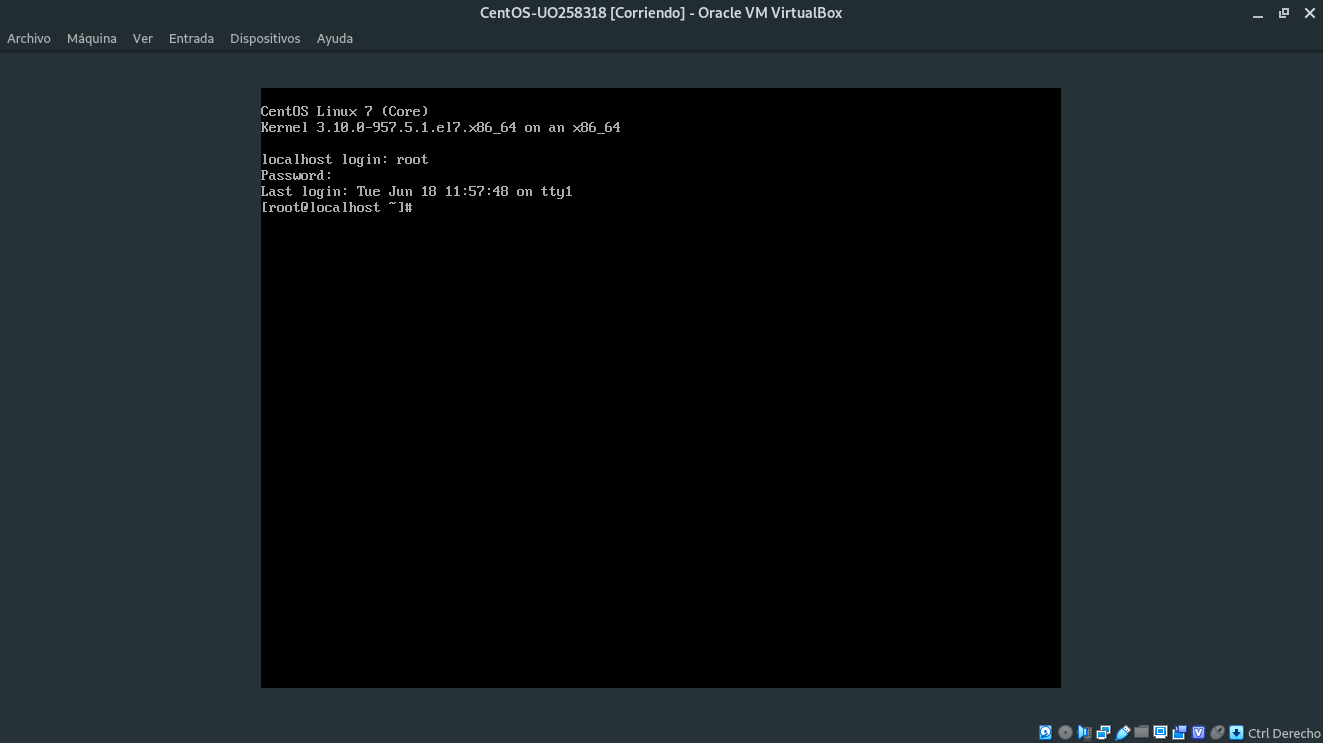 CentOS-UO258318 [Corriendo] - Oracle VM VirtualBox
Archivo Máquina Ver Entrada Dispositivos Ayuda
CentOS Linux 7 (Core)
Kernel 3.10.0-957.5.1.el7.x86_64 on an x86_64
localhost login: root
Password:
Last login: Tue Jun 18 11:57:48 on tty1
[root@localhost ~]#
Ctrl Derecho